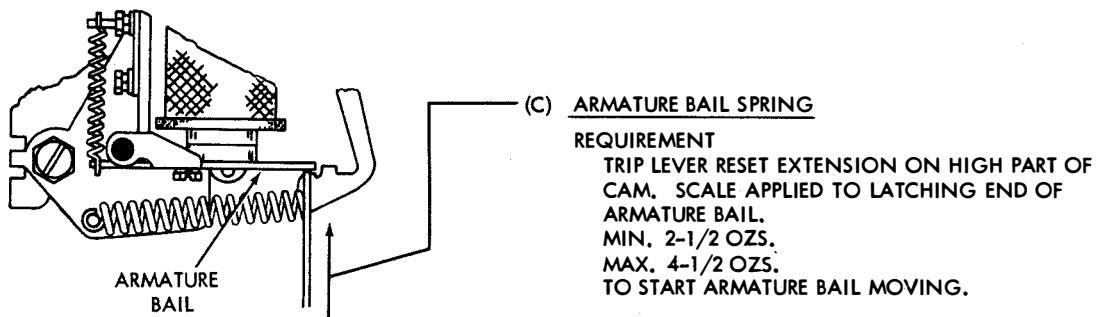 (C) ARMATURE BAIL SPRING
REQUIREMENT
TRIP LEVER RESET EXTENSION ON HIGH PART OF
CAM. SCALE APPLIED TO LATCHING END OF
ARMATURE BAIL.
MIN. 2-1/2 OZS.
MAX. 4-1/2 OZS.
TO START ARMATURE BAIL MOVING.
ARMATURE
BAIL